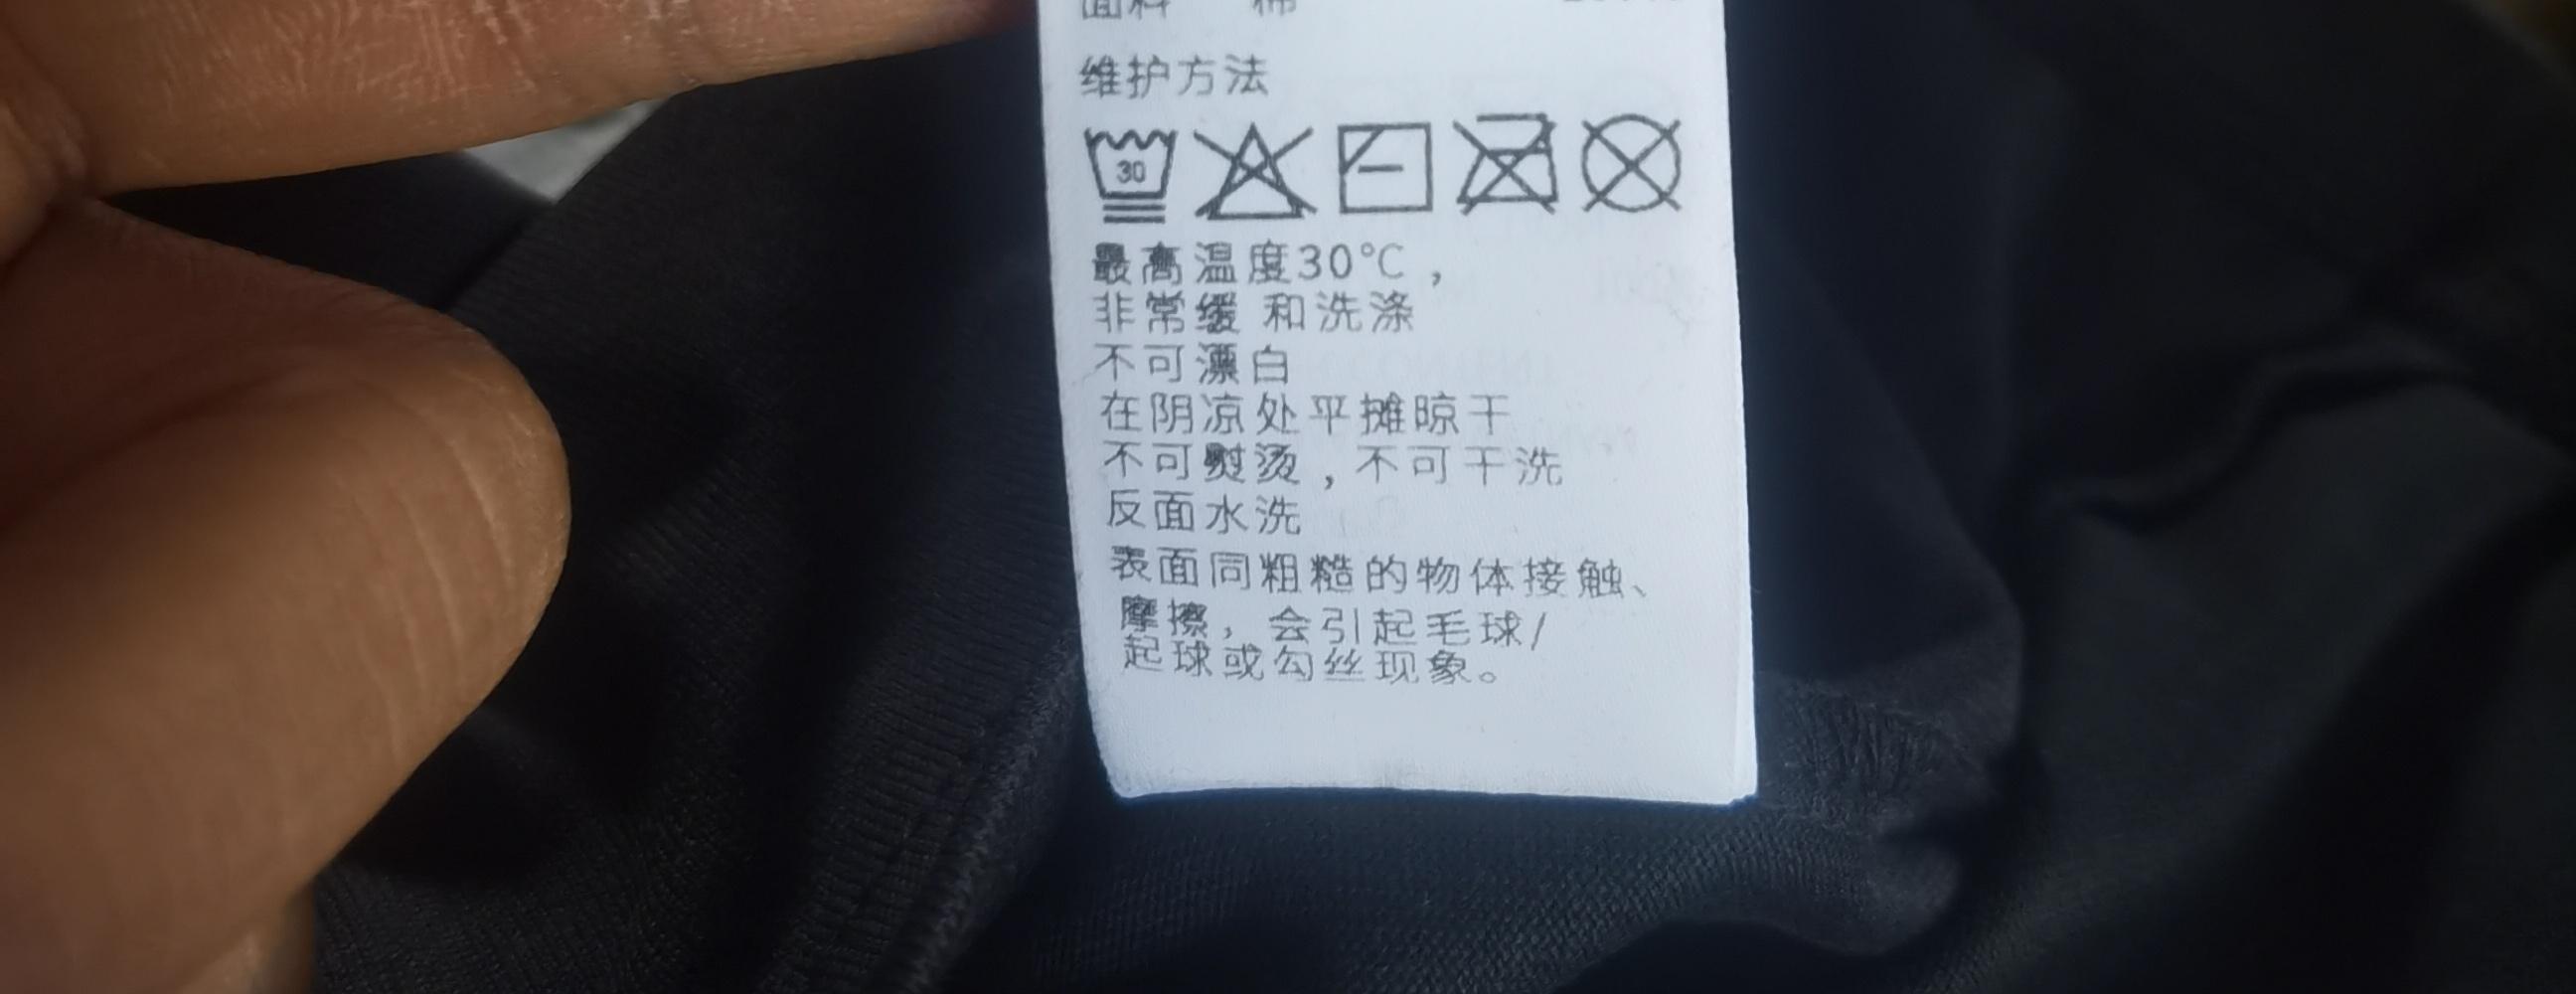 面料 棉
维护方法
30
最高温度30°C，
非常缓 和洗涤
不可漂白
在阴凉处平摊晾干
不可熨烫，不可干洗
反面水洗
表面同粗糙的物体接触、
摩擦，会引起毛球/
起球或勾丝现象。